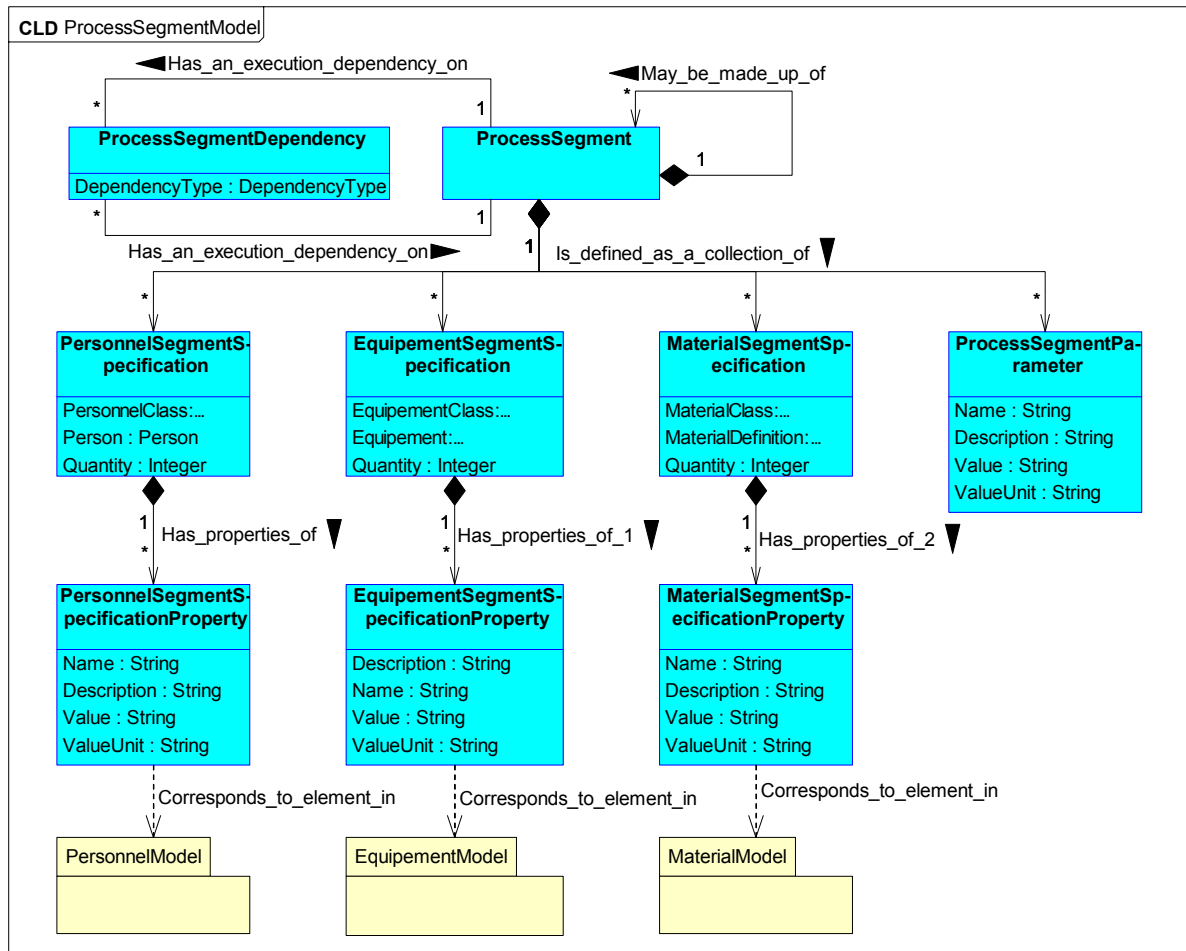 CLD ProcessSegmentModel
Has_an_execution_dependency_on
May_be_made_up_of
*
1
*
ProcessSegmentDependency
DependencyType : DependencyType
ProcessSegment
1
*
1
Has_an_execution_dependency_on
1
Is_defined_as_a_collection_of
*
*
*
*
PersonnelSegmentS-
pecification
PersonnelClass:...
Person : Person
Quantity : Integer
EquipementSegmentS-
pecification
EquipementClass:...
Equipement:...
Quantity : Integer
MaterialSegmentSp-
ecification
MaterialClass:...
MaterialDefinition:...
Quantity : Integer
ProcessSegmentPa-
rameter
Name : String
Description : String
Value : String
ValueUnit : String
1
Has_properties_of
*
1
Has_properties_of_1
*
1
Has_properties_of_2
*
PersonnelSegmentS-
pecificationProperty
Name : String
Description : String
Value : String
ValueUnit : String
EquipementSegmentS-
pecificationProperty
Description : String
Name : String
Value : String
ValueUnit : String
MaterialSegmentSp-
ecificationProperty
Name : String
Description : String
Value : String
ValueUnit : String
Corresponds_to_element_in
Corresponds_to_element_in
Corresponds_to_element_in
PersonnelModel
EquipementModel
MaterialModel